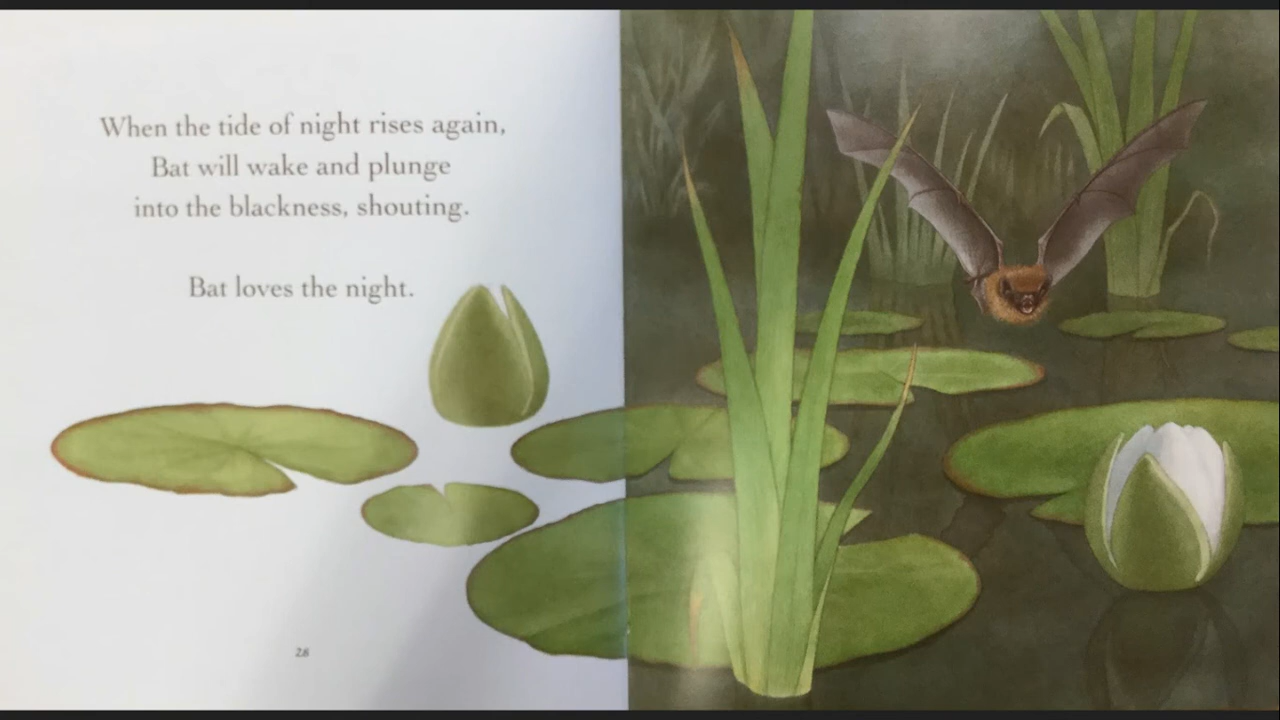 When the tide of night rises again,
Bat will wake and plunge
into the blackness, shouting.
Bat loves the night.
28